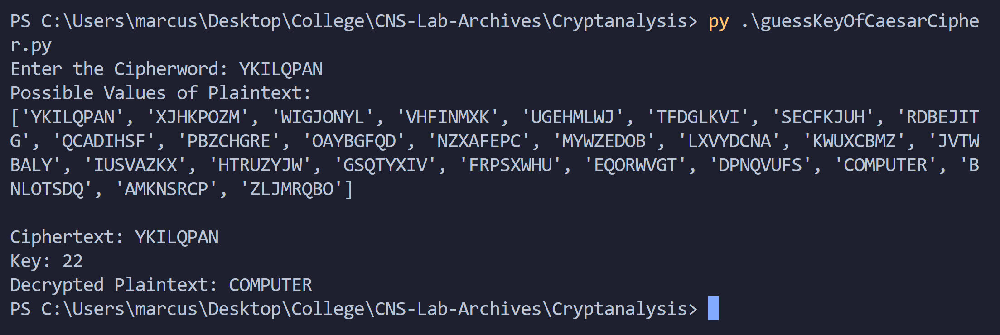 PS C:\Users\marcus\Desktop\College\CNS-Lab-Archives\Cryptanalysis> py .\guessKeyOfCaesarCiphe
r.py
Enter the Cipherword: YKILQPAN
Possible Values of Plaintext:
['YKILQPAN', 'XJHKPOZM', 'WIGJONYL', 'VHFINMXK', 'UGEHMLWJ', 'TFDGLKVI', 'SECFKJUH', 'RDBEJIT
G', 'QCADIHSF', 'PBZCHGRE', 'OAYBGFQD', 'NZXAFEPC', 'MYWZEDOB', 'LXVYDCNA', 'KWUXCBMZ', 'JVTW
BALY', 'IUSVAZKX', 'HTRUZYJW', 'GSQTYXIV', 'FRPSXWHU', 'EQORWVGT', 'DPNQVUFS', 'COMPUTER', 'B
NLOTSDQ', 'AMKNSRCP', 'ZLJMRQBO']
Ciphertext: YKILQPAN
Key: 22
Decrypted Plaintext: COMPUTER
PS C:\Users\marcus\Desktop\College\CNS-Lab-Archives\Cryptanalysis>